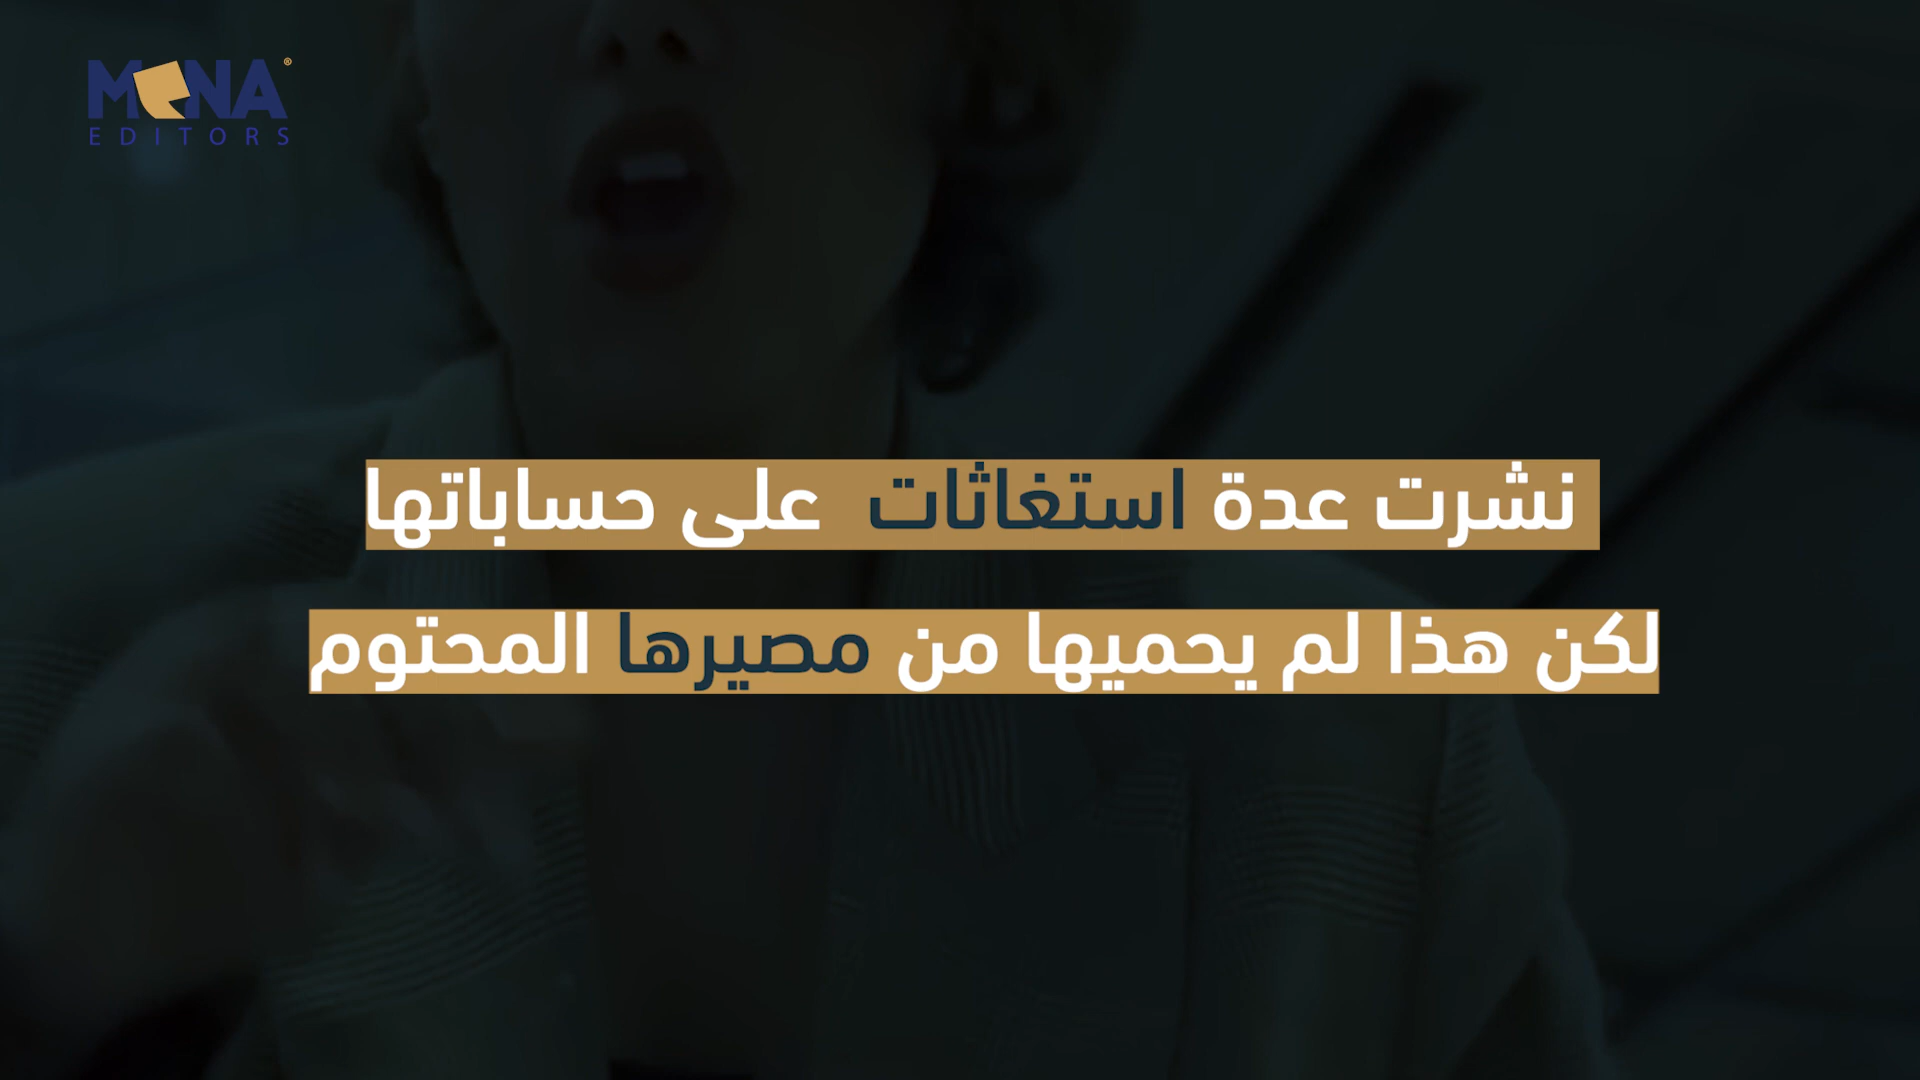 MENA®
EDITORS
نشرت عدة استغاثات على حساباتها
لكن هذا لم يحميها من مصيرها المحتوم